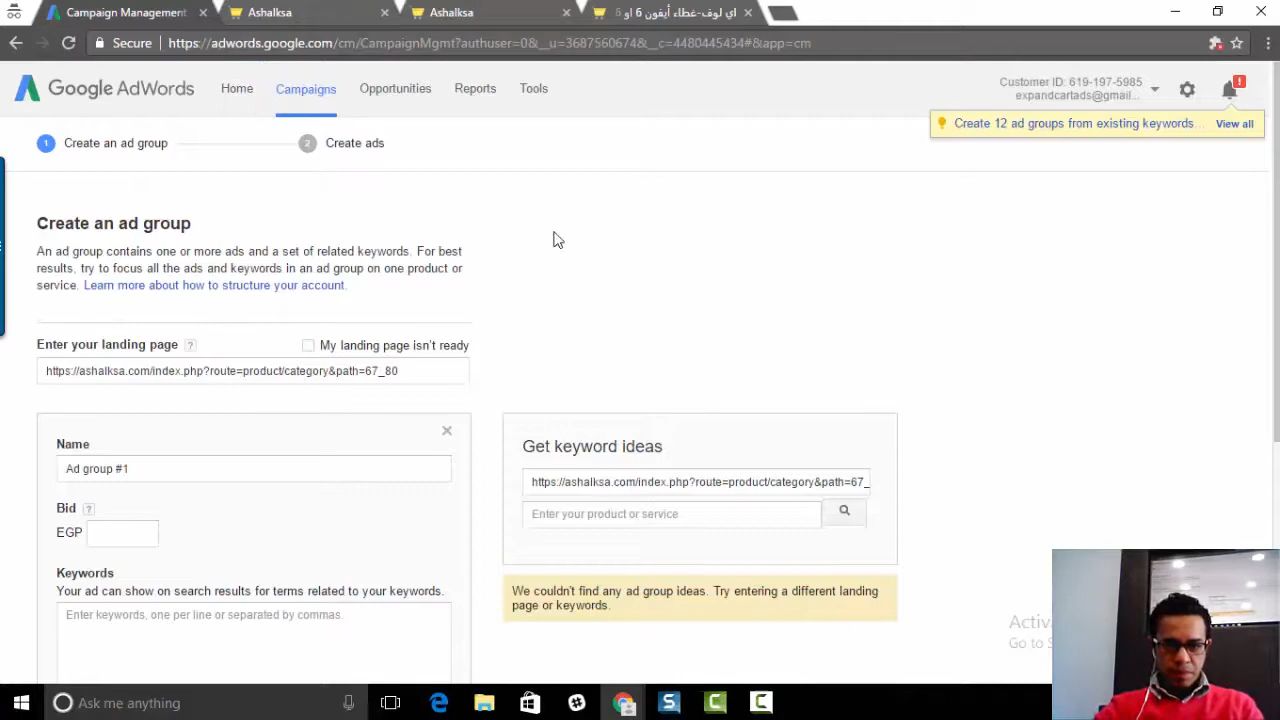 Campaign Management
Ashalksa
Ashalksa
اي لوف-غطاء أيفون 6 او 6
Secure
https://adwords.google.com/cm/CampaignMgmt?authuser=0&__u=3687560674&__c=4480445434#&app=cm
Google AdWords
Home
Campaigns
Opportunities
Reports
Tools
Customer ID: 619-197-5985
expandcartads@gmail...
!
Create 12 ad groups from existing keywords...
View all
1
Create an ad group
2
Create ads
Create an ad group
An ad group contains one or more ads and a set of related keywords. For best
results, try to focus all the ads and keywords in an ad group on one product or
service. Learn more about how to structure your account.
Enter your landing page ?
My landing page isn't ready
https://ashalksa.com/index.php?route=product/category&path=67_80
Name
Ad group #1
Bid ?
EGP
Keywords
Your ad can show on search results for terms related to your keywords.
Enter keywords, one per line or separated by commas.
Get keyword ideas
https://ashalksa.com/index.php?route=product/category&path=67_
Enter your product or service
We couldn't find any ad group ideas. Try entering a different landing
page or keywords.
Go to
Ask me anything